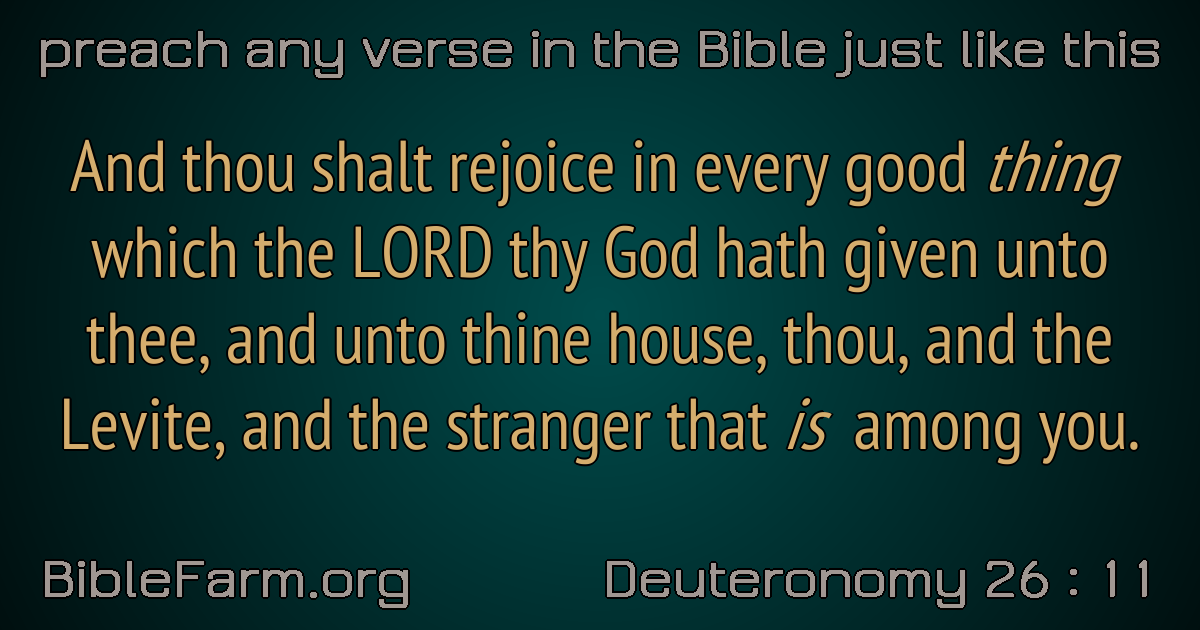 preach any verse in the Bible just like this
And thou shalt rejoice in every good thing
which the LORD thy God hath given unto
thee, and unto thine house, thou, and the
Levite, and the stranger that is among you.
BibleFarm.org
Deuteronomy 26 : 11